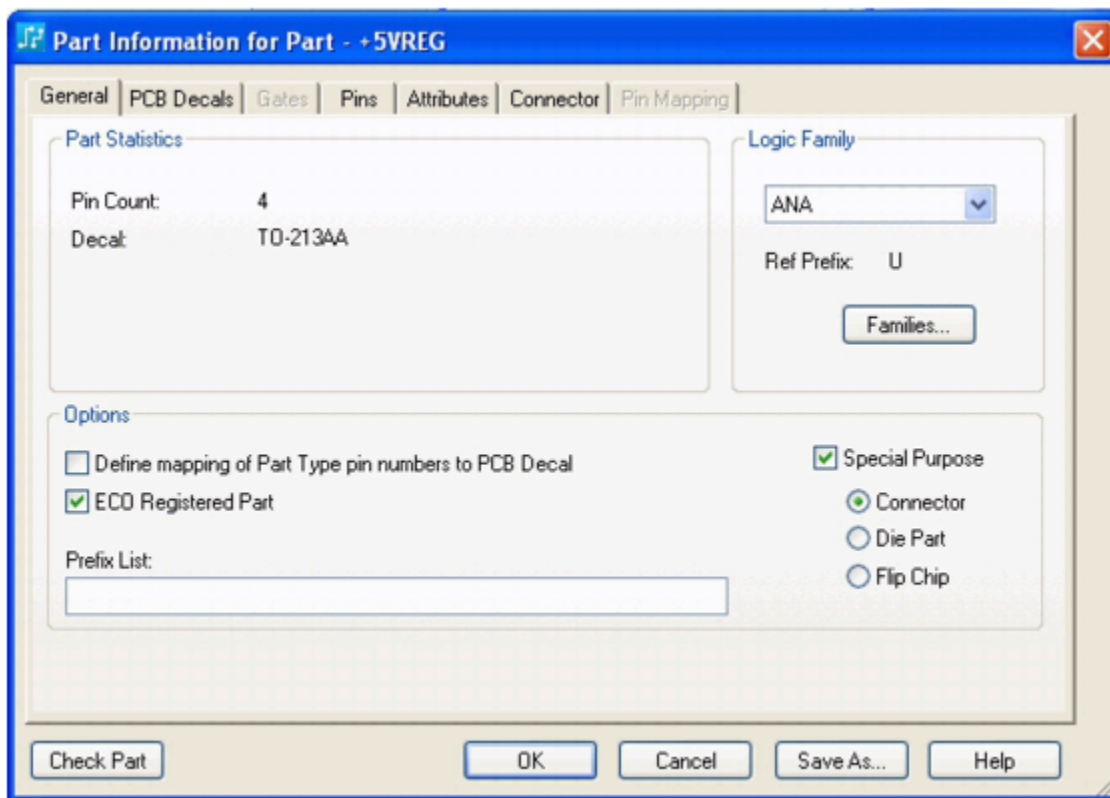 Part Information for Part - +5VREG
General PCB Decals Gates Pins Attributes Connector Pin Mapping
Part Statistics
Pin Count: 4
Decal: TO-213AA
Logic Family
ANA
Ref Prefix: U
Families...
Options
Define mapping of Part Type pin numbers to PCB Decal
ECO Registered Part
Prefix List:
Special Purpose
Connector
Die Part
Flip Chip
Check Part OK Cancel Save As... Help